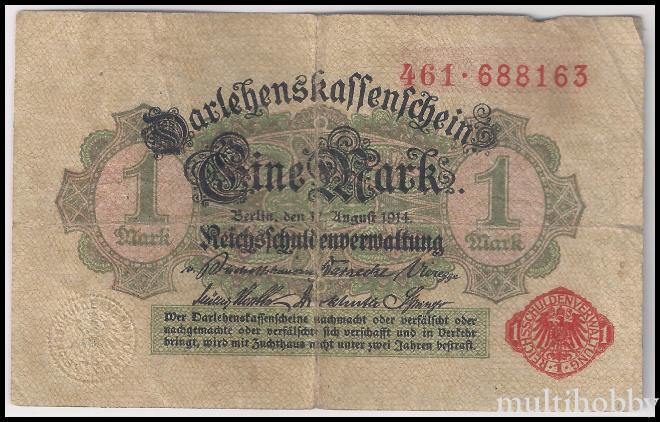 461·688163
Darlehenskassenschein
Eine Mark.
1 Mark
1 Mark
Berlin, den 12. August 1914.
Reichsschuldenverwaltung
Wer Darlehenskassenscheine nachmacht oder verfälscht oder
nachgemachte oder verfälschte sich verschafft und in Verkehr
bringt, wird mit Zuchthaus nicht unter zwei Jahren bestraft.
1 REICHSSCHULDENVERWALTUNG 1
multihobby